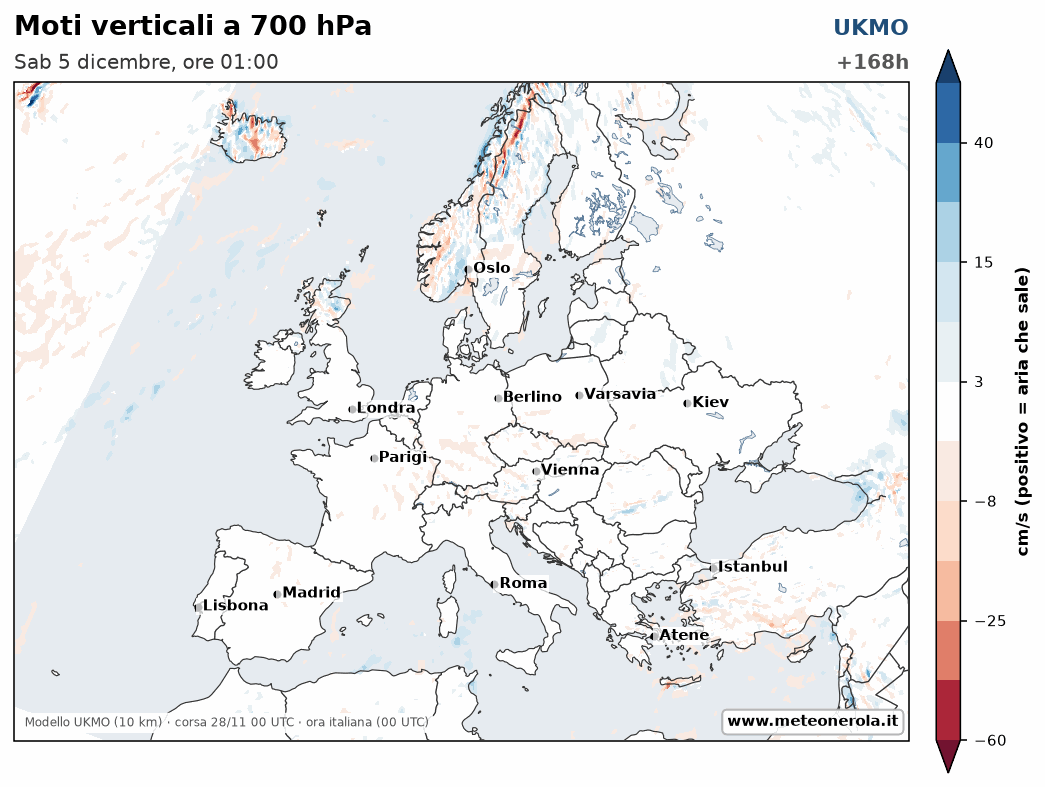 Moti verticali a 700 hPa
UKMO
Sab 5 dicembre, ore 01:00
+168h
40
15
3
−8
−25
−60
cm/s (positivo = aria che sale)
Oslo
Londra
Berlino
Varsavia
Kiev
Parigi
Vienna
Istanbul
Roma
Madrid
Lisbona
Atene
Modello UKMO (10 km) · corsa 28/11 00 UTC · ora italiana (00 UTC)
www.meteonerola.it